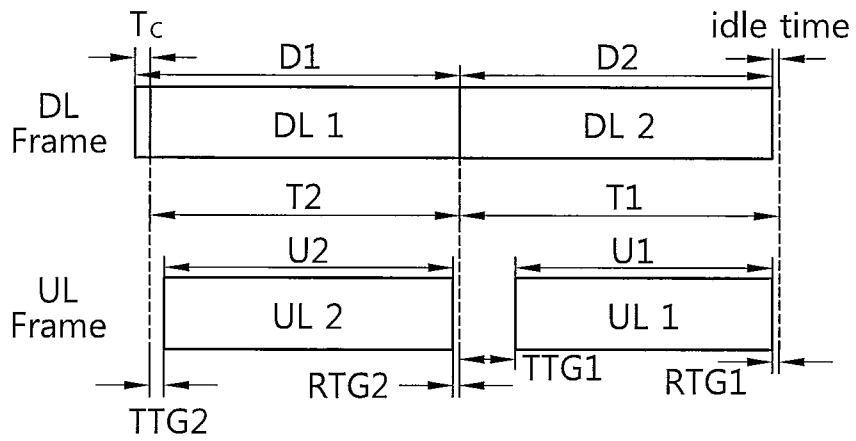 TC
idle time
D1
D2
DL
Frame
DL 1
DL 2
T2
T1
U2
U1
UL
Frame
UL 2
UL 1
TTG1
RTG2
RTG1
TTG2